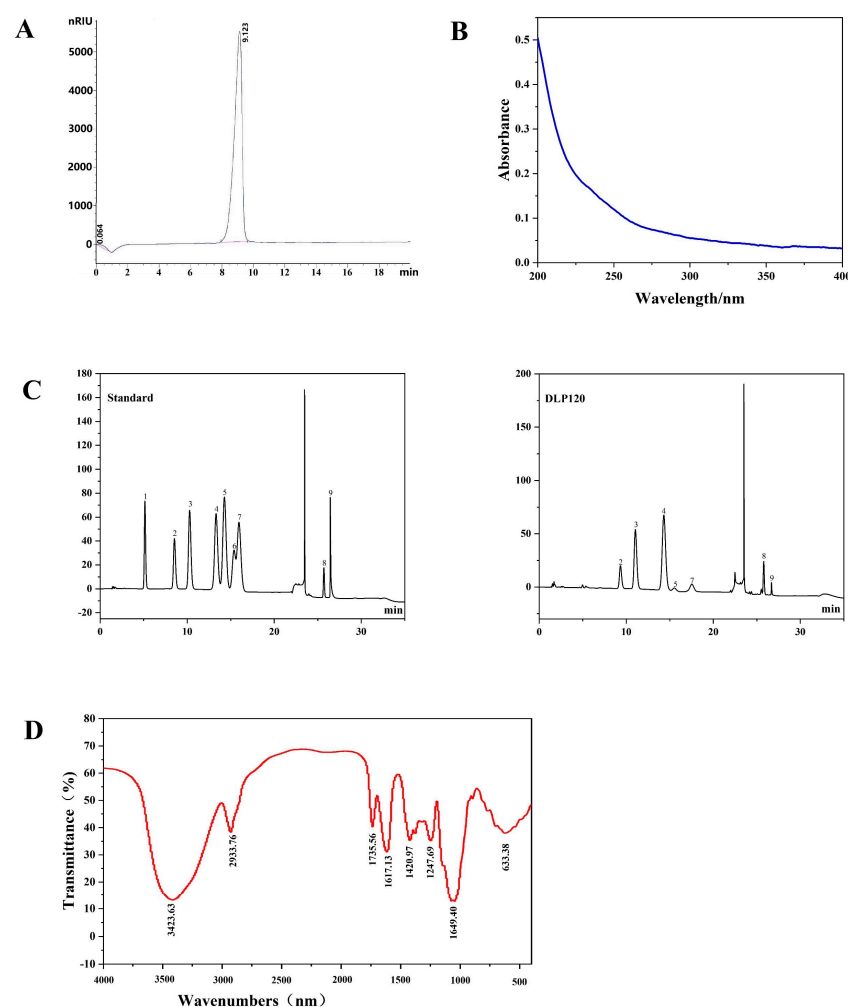 A
nRIU
9.123
5000
4000
3000
2000
1000
0
0.064
0 2 4 6 8 10 12 14 16 18 min
B
0.5
0.4
0.3
0.2
0.1
0.0
Absorbance
200 250 300 350 400
Wavelength/nm
C
180
160
140
120
100
80
60
40
20
0
-20
Standard
1 2 3 4 5 6 7 8 9
min
0 10 20 30
200
150
100
50
0
DLP120
2 3 4 5 7 8 9
min
0 10 20 30
D
80
70
60
50
40
30
20
10
0
-10
Transmittance（%）
3423.63
2933.76
1735.56
1617.13
1420.97
1247.69
1649.40
633.38
4000 3500 3000 2500 2000 1500 1000 500
Wavenumbers（nm）